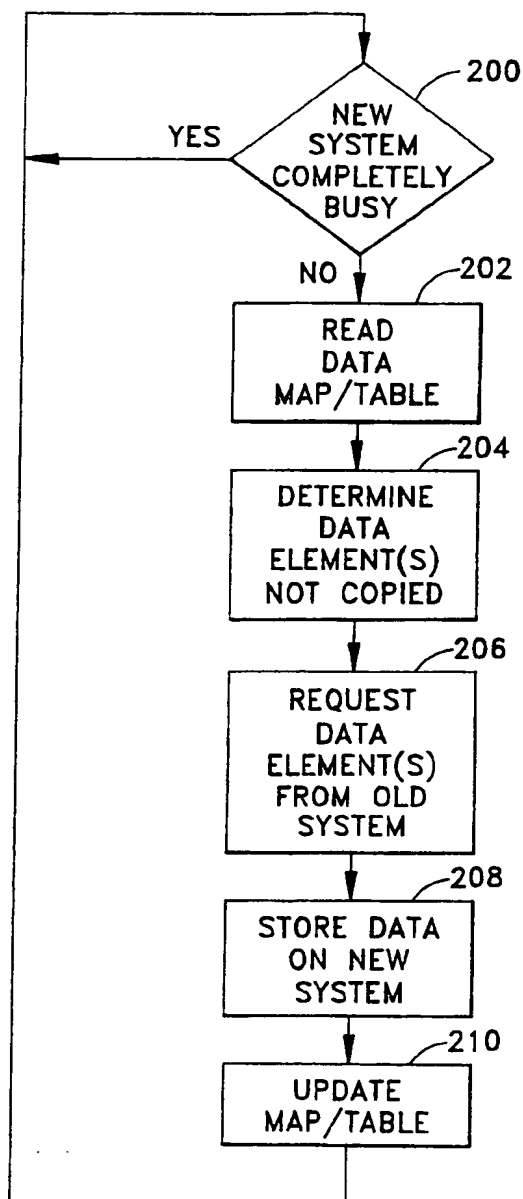 200
NEW
SYSTEM
COMPLETELY
BUSY
YES
NO
202
READ
DATA
MAP/TABLE
204
DETERMINE
DATA
ELEMENT(S)
NOT COPIED
206
REQUEST
DATA
ELEMENT(S)
FROM OLD
SYSTEM
208
STORE DATA
ON NEW
SYSTEM
210
UPDATE
MAP/TABLE